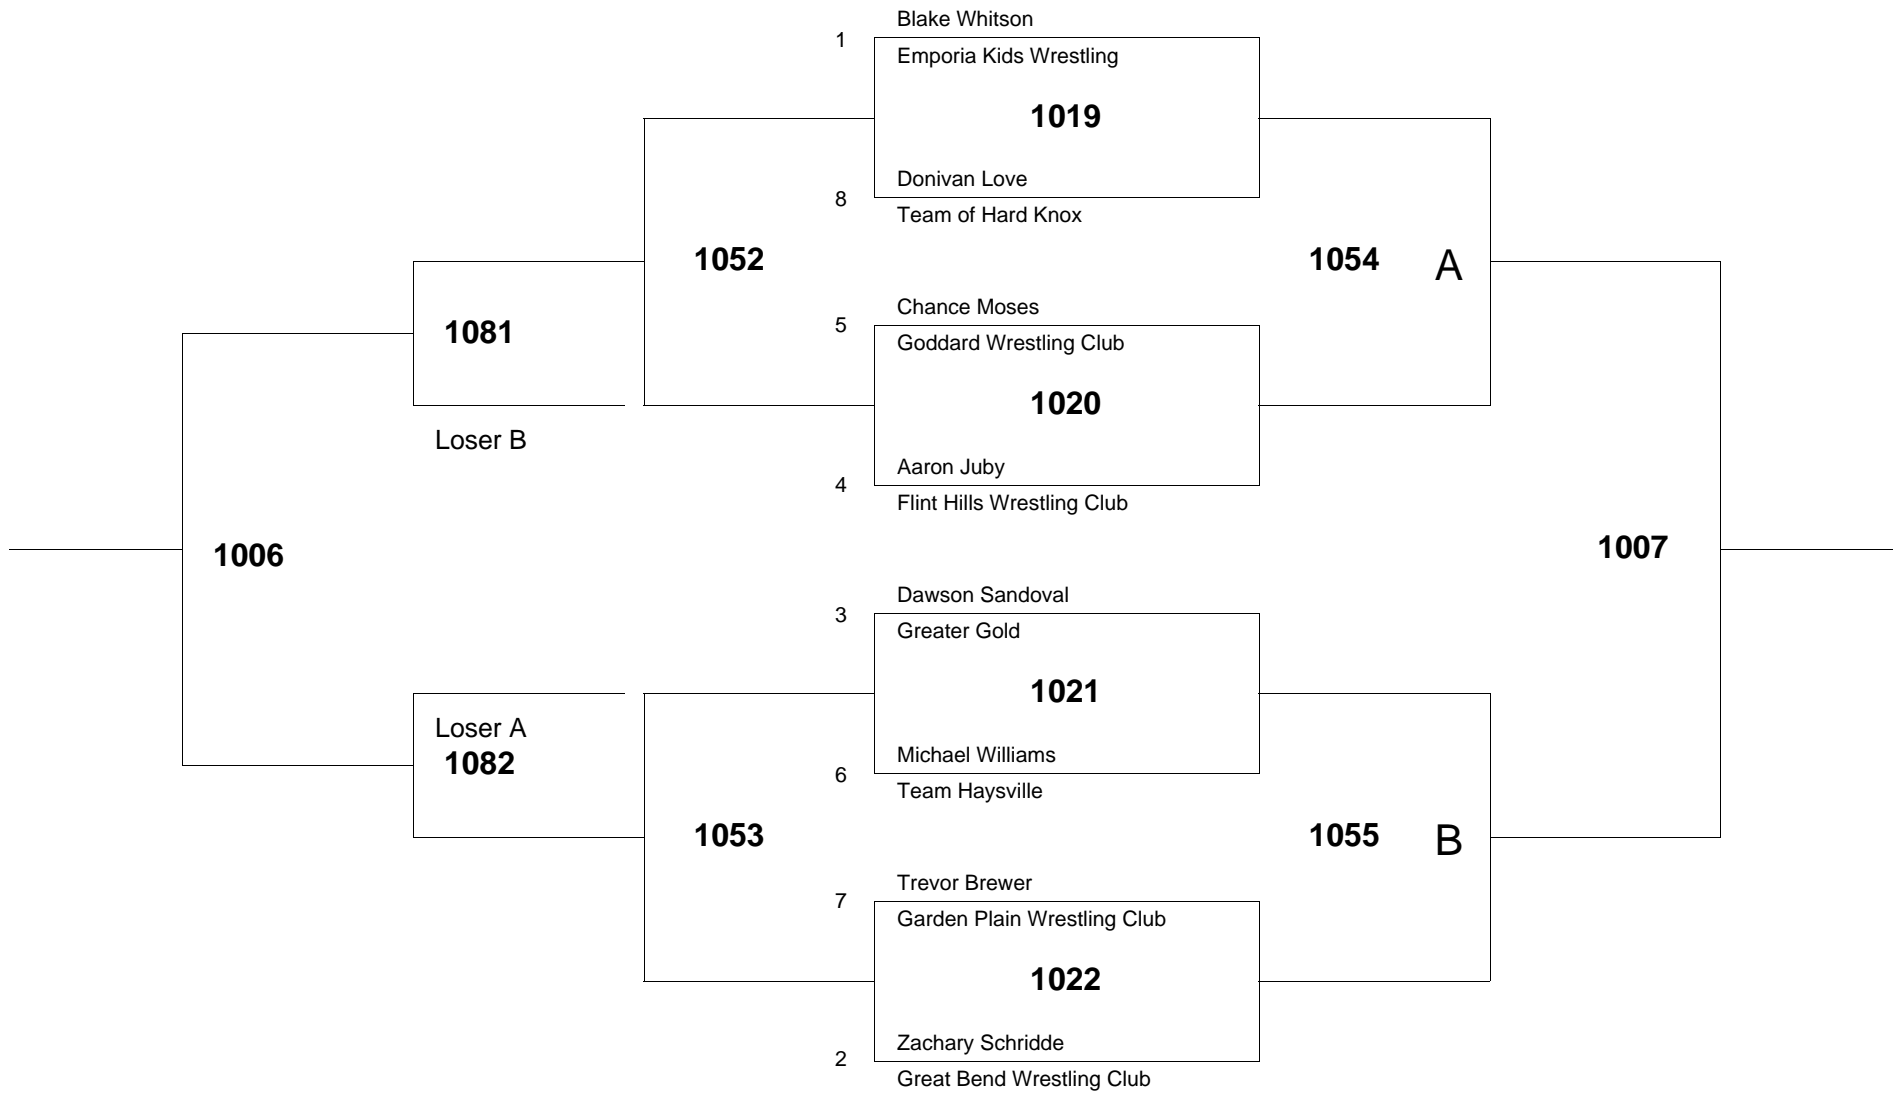 Blake Whitson
1
Emporia Kids Wrestling
1019
Donivan Love
8
Team of Hard Knox
1052
1054
A
Chance Moses
5
Goddard Wrestling Club
1081
1020
Loser B
Aaron Juby
4
Flint Hills Wrestling Club
1006
1007
Dawson Sandoval
3
Greater Gold
1021
Loser A
1082
Michael Williams
6
Team Haysville
1053
1055
B
Trevor Brewer
7
Garden Plain Wrestling Club
1022
Zachary Schridde
2
Great Bend Wrestling Club